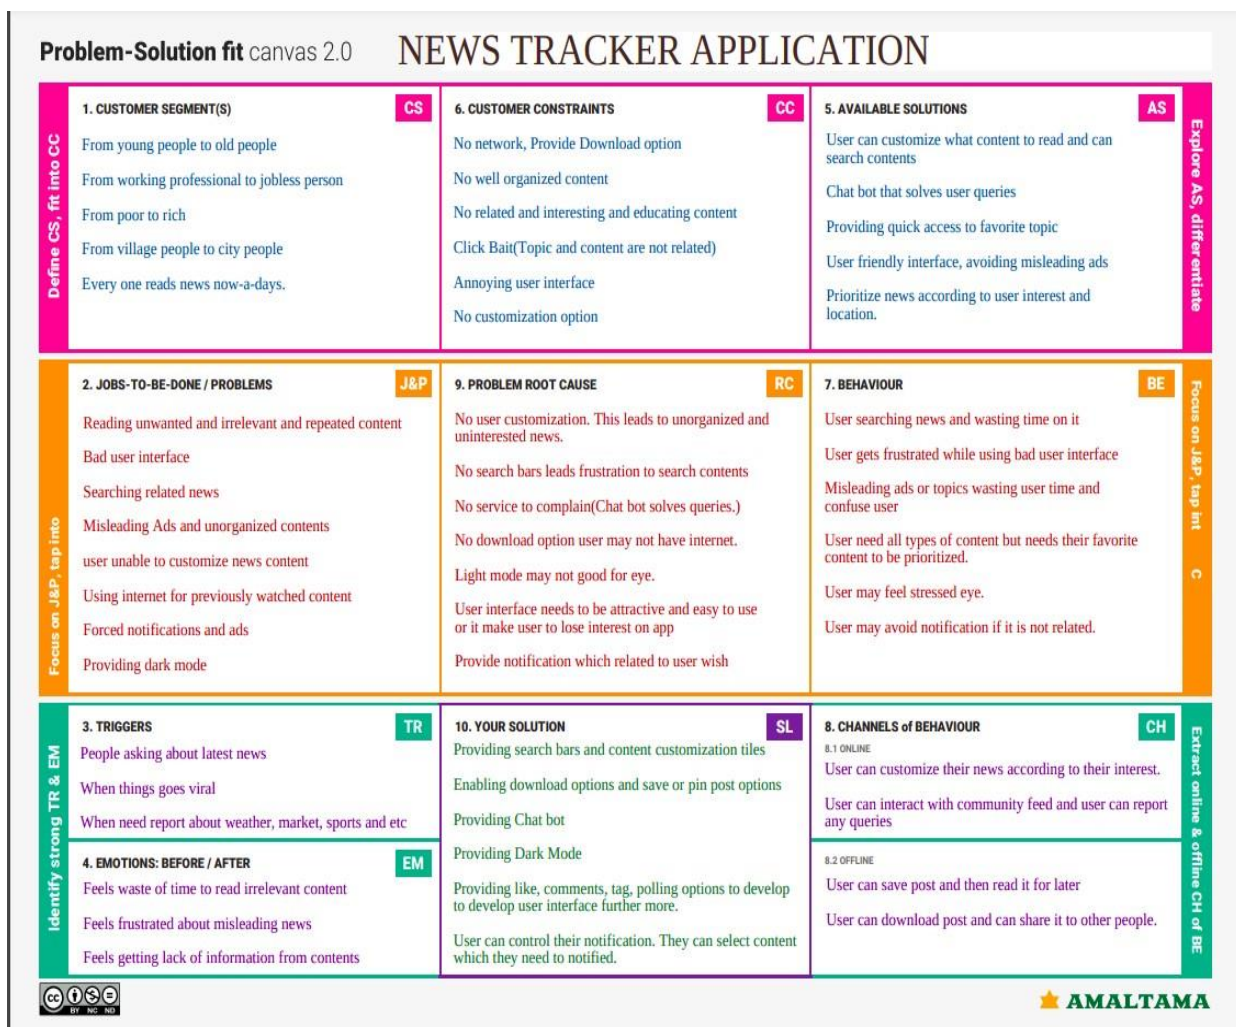 Problem-Solution fit canvas 2.0
NEWS TRACKER APPLICATION
Define CS, fit into CC
1. CUSTOMER SEGMENT(S)
CS
From young people to old people
From working professional to jobless person
From poor to rich
From village people to city people
Every one reads news now-a-days.
6. CUSTOMER CONSTRAINTS
CC
No network, Provide Download option
No well organized content
No related and interesting and educating content
Click Bait(Topic and content are not related)
Annoying user interface
No customization option
5. AVAILABLE SOLUTIONS
AS
User can customize what content to read and can
search contents
Chat bot that solves user queries
Providing quick access to favorite topic
User friendly interface, avoiding misleading ads
Prioritize news according to user interest and
location.
Explore AS, differentiate
Focus on J&P, tap into
2. JOBS-TO-BE-DONE / PROBLEMS
J&P
Reading unwanted and irrelevant and repeated content
Bad user interface
Searching related news
Misleading Ads and unorganized contents
user unable to customize news content
Using internet for previously watched content
Forced notifications and ads
Providing dark mode
9. PROBLEM ROOT CAUSE
RC
No user customization. This leads to unorganized and
uninterested news.
No search bars leads frustration to search contents
No service to complain(Chat bot solves queries.)
No download option user may not have internet.
Light mode may not good for eye.
User interface needs to be attractive and easy to use
or it make user to lose interest on app
Provide notification which related to user wish
7. BEHAVIOUR
BE
User searching news and wasting time on it
User gets frustrated while using bad user interface
Misleading ads or topics wasting user time and
confuse user
User need all types of content but needs their favorite
content to be prioritized.
User may feel stressed eye.
User may avoid notification if it is not related.
Focus on J&P, tap int C
Identify strong TR & EM
3. TRIGGERS
TR
People asking about latest news
When things goes viral
When need report about weather, market, sports and etc
4. EMOTIONS: BEFORE / AFTER
EM
Feels waste of time to read irrelevant content
Feels frustrated about misleading news
Feels getting lack of information from contents
10. YOUR SOLUTION
SL
Providing search bars and content customization tiles
Enabling download options and save or pin post options
Providing Chat bot
Providing Dark Mode
Providing like, comments, tag, polling options to develop
to develop user interface further more.
User can control their notification. They can select content
which they need to notified.
8. CHANNELS of BEHAVIOUR
CH
8.1 ONLINE
User can customize their news according to their interest.
User can interact with community feed and user can report
any queries
8.2 OFFLINE
User can save post and then read it for later
User can download post and can share it to other people.
Extract online & offline CH of BE
cc
BY NC ND
AMALTAMA